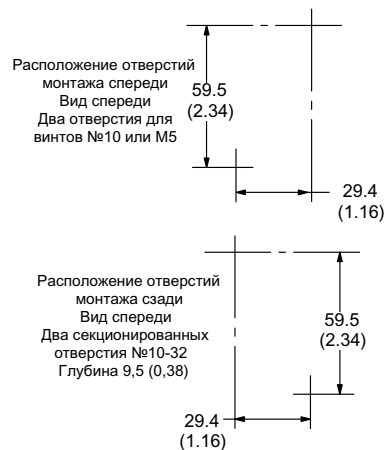 Расположение отверстий
монтажа спереди
Вид спереди
Два отверстия для
винтов №10 или М5
59.5
(2.34)
29.4
(1.16)
Расположение отверстий
монтажа сзади
Вид спереди
Два секционированных
отверстия №10-32
Глубина 9,5 (0,38)
59.5
(2.34)
29.4
(1.16)